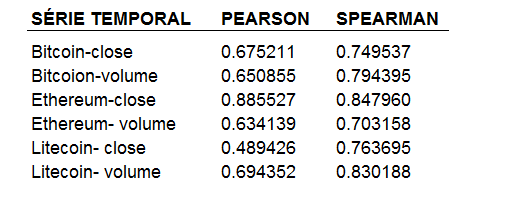 SÉRIE TEMPORAL PEARSON SPEARMAN
Bitcoin-close 0.675211 0.749537
Bitcoion-volume 0.650855 0.794395
Ethereum-close 0.885527 0.847960
Ethereum- volume 0.634139 0.703158
Litecoin- close 0.489426 0.763695
Litecoin- volume 0.694352 0.830188